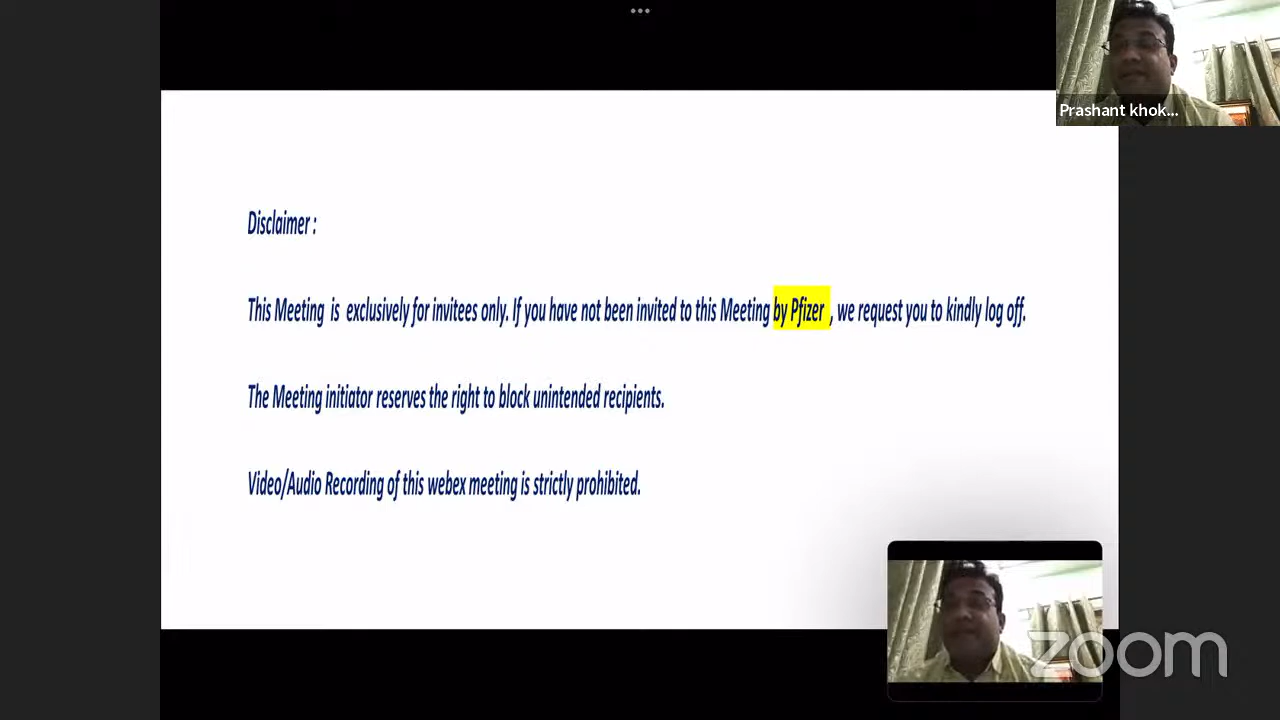 Prashant khok...
Disclaimer :
This Meeting is exclusively for invitees only. If you have not been invited to this Meeting by Pfizer , we request you to kindly log off.
The Meeting initiator reserves the right to block unintended recipients.
Video/Audio Recording of this webex meeting is strictly prohibited.
zoom